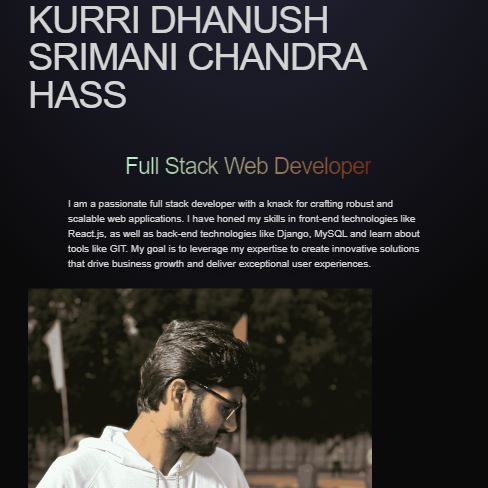 KURRI DHANUSH
SRIMANI CHANDRA
HASS
Full Stack Web Developer
I am a passionate full stack developer with a knack for crafting robust and
scalable web applications. I have honed my skills in front-end technologies like
React.js, as well as back-end technologies like Django, MySQL and learn about
tools like GIT. My goal is to leverage my expertise to create innovative solutions
that drive business growth and deliver exceptional user experiences.